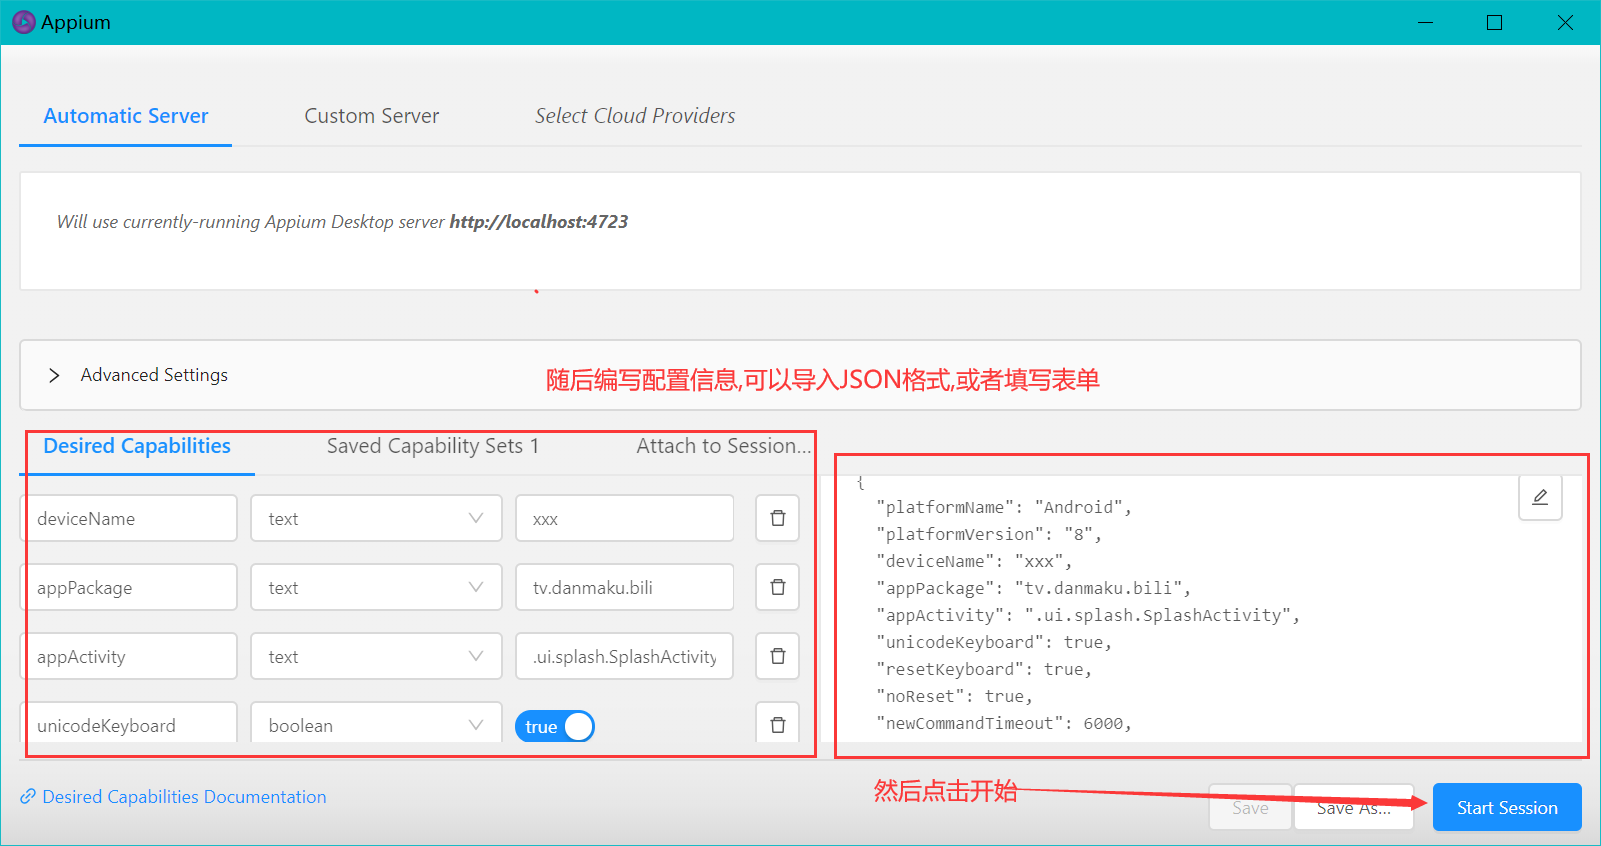 Appium
Automatic Server
Custom Server
Select Cloud Providers
Will use currently-running Appium Desktop server http://localhost:4723
Advanced Settings
随后编写配置信息,可以导入JSON格式,或者填写表单
Desired Capabilities
Saved Capability Sets 1
Attach to Session...
deviceName
text
xxx
appPackage
text
tv.danmaku.bili
appActivity
text
.ui.splash.SplashActivity
unicodeKeyboard
boolean
true
{
"platformName": "Android",
"platformVersion": "8",
"deviceName": "xxx",
"appPackage": "tv.danmaku.bili",
"appActivity": ".ui.splash.SplashActivity",
"unicodeKeyboard": true,
"resetKeyboard": true,
"noReset": true,
"newCommandTimeout": 6000,
Desired Capabilities Documentation
然后点击开始
Save
Save As...
Start Session